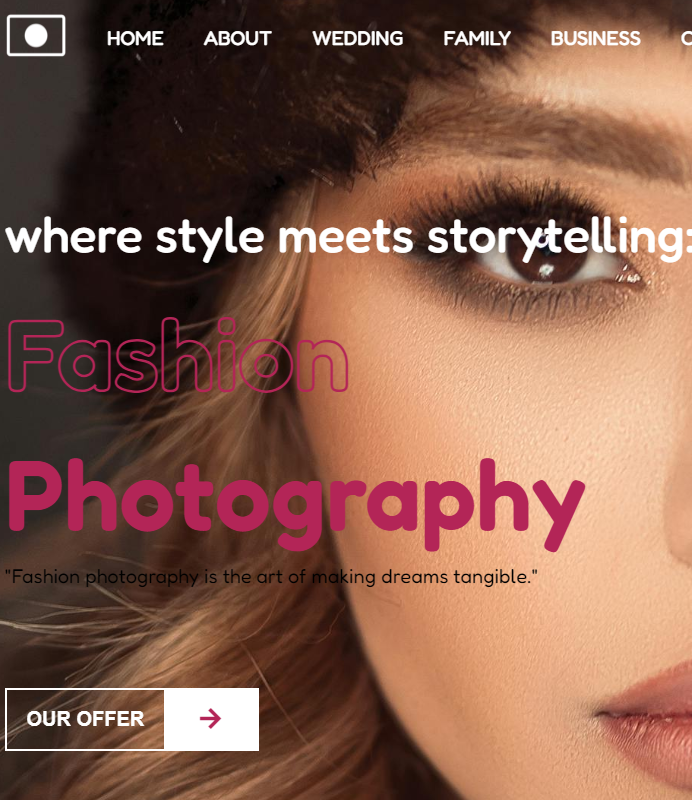 HOME ABOUT WEDDING FAMILY BUSINESS
where style meets storytelling:
Fashion
Photography
"Fashion photography is the art of making dreams tangible."
OUR OFFER →